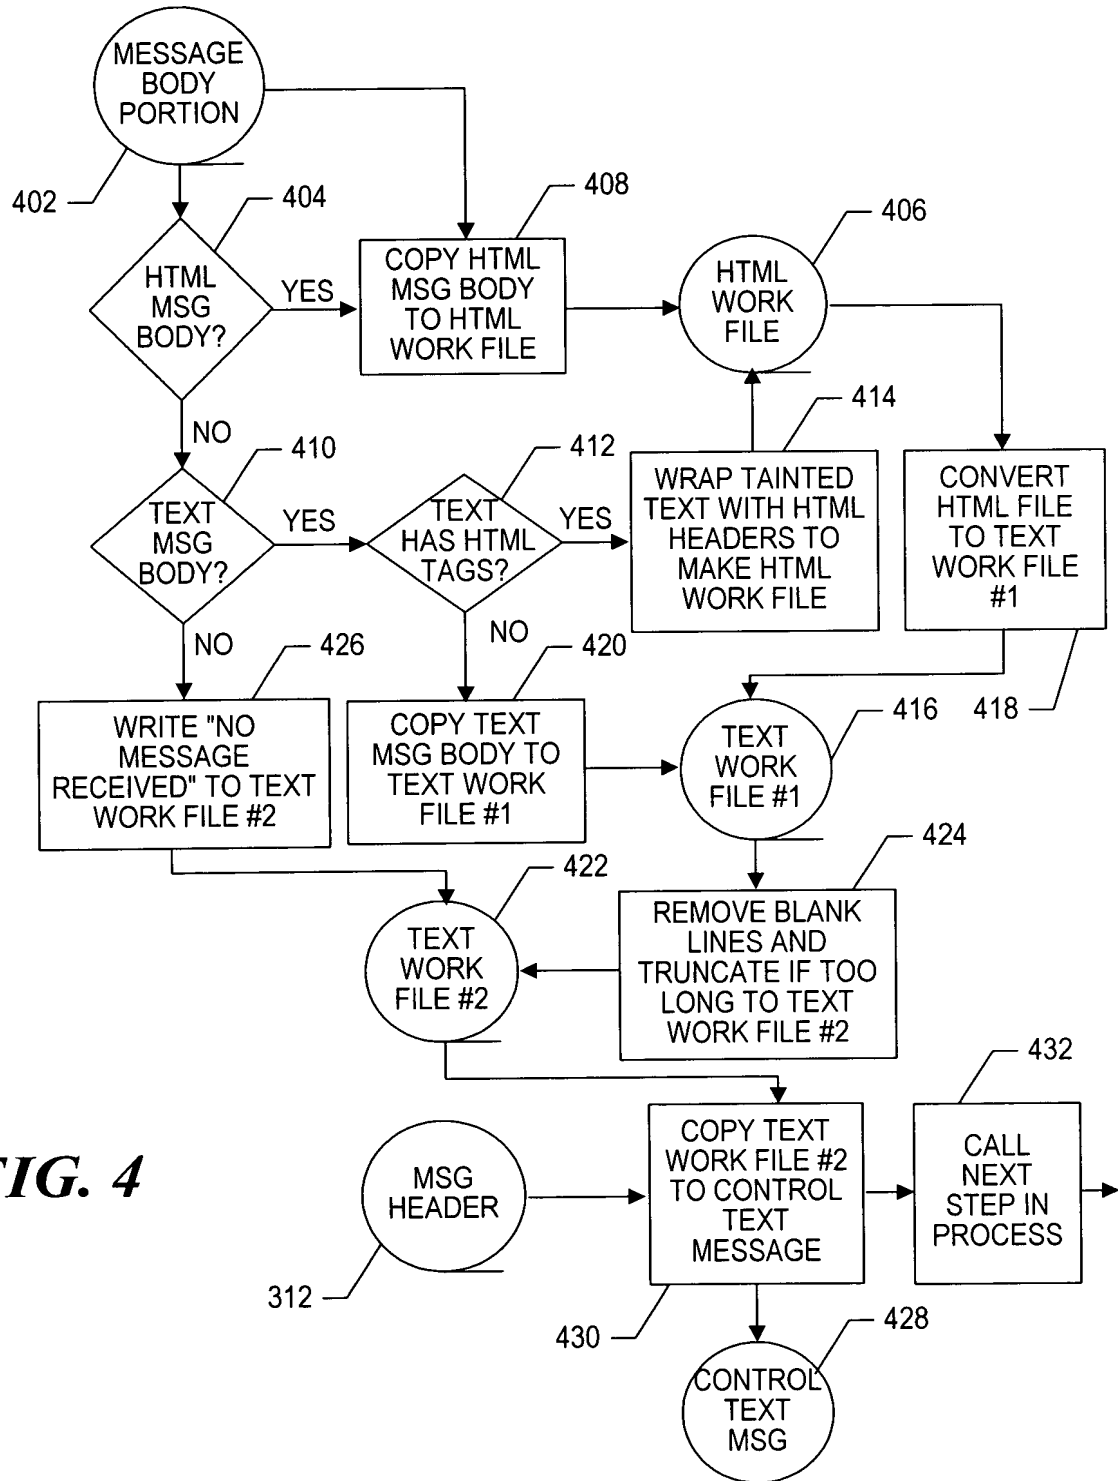 MESSAGE
BODY
PORTION
402
404
408
406
HTML
MSG
BODY?
YES
COPY HTML
MSG BODY
TO HTML
WORK FILE
HTML
WORK
FILE
NO
410
412
414
TEXT
MSG
BODY?
YES
TEXT
HAS HTML
TAGS?
YES
WRAP TAINTED
TEXT WITH HTML
HEADERS TO
MAKE HTML
WORK FILE
CONVERT
HTML FILE
TO TEXT
WORK FILE
#1
NO
426
NO
420
416
418
WRITE "NO
MESSAGE
RECEIVED" TO TEXT
WORK FILE #2
COPY TEXT
MSG BODY TO
TEXT WORK
FILE #1
TEXT
WORK
FILE #1
422
424
TEXT
WORK
FILE #2
REMOVE BLANK
LINES AND
TRUNCATE IF TOO
LONG TO TEXT
WORK FILE #2
432
FIG. 4
MSG
HEADER
312
COPY TEXT
WORK FILE #2
TO CONTROL
TEXT
MESSAGE
430
CALL
NEXT
STEP IN
PROCESS
428
CONTROL
TEXT
MSG